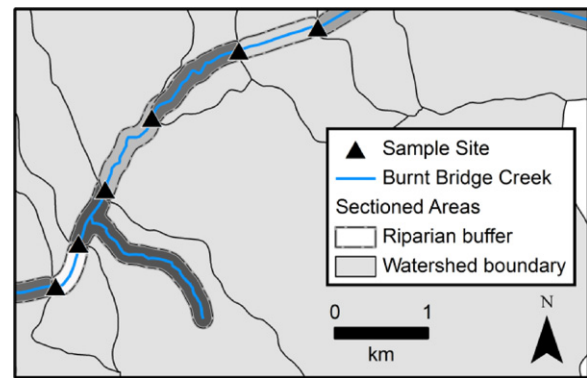 Sample Site
Burnt Bridge Creek
Sectioned Areas
Riparian buffer
Watershed boundary
0 1
km
N